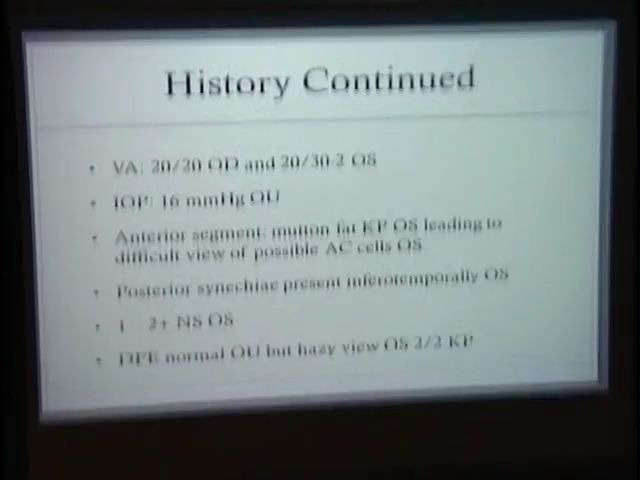 History Continued
• VA: 20/20 OD and 20/30-2 OS
• IOP: 16 mmHg OU
• Anterior segment: mutton fat KP OS leading to
difficult view of possible AC cells OS
• Posterior synechiae present inferotemporally OS
• 1 – 2+ NS OS
• DFE normal OU but hazy view OS 2/2 KP